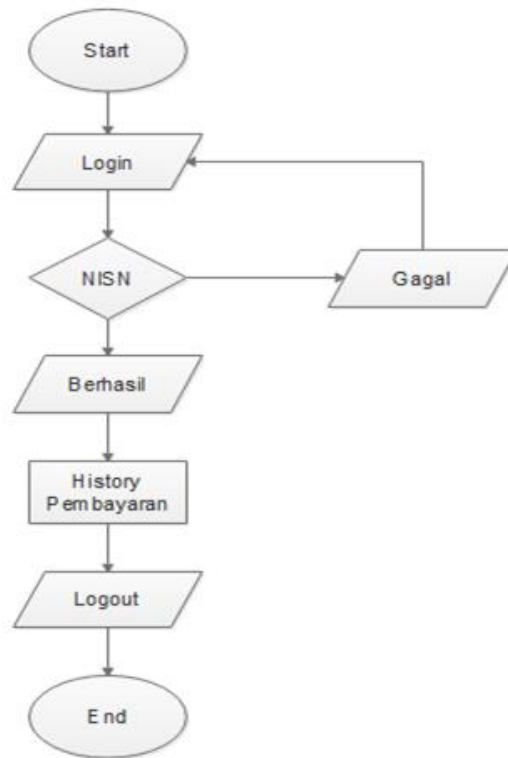 Start
Login
NISN
Gagal
Berhasil
History
Pembayaran
Logout
End